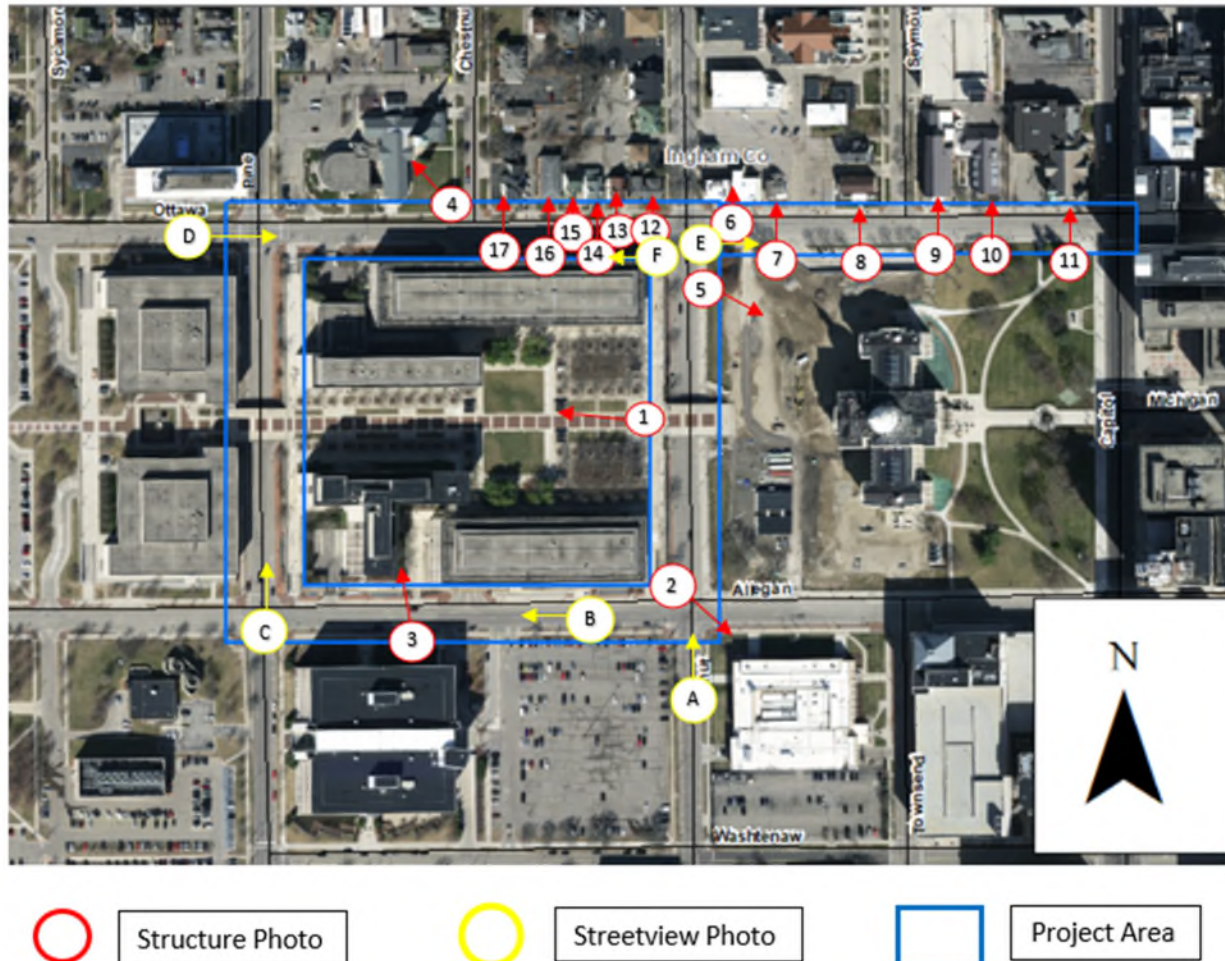 Sycamore
Chestnut
Seymour
Ingham Co
Pine
Ottawa
4
D
17
16
15
14
13
12
F
E
6
7
8
9
10
11
5
1
Michigan
Capitol
2
Allegan
C
3
B
A
N
Townsend
Washtenaw
Structure Photo
Streetview Photo
Project Area